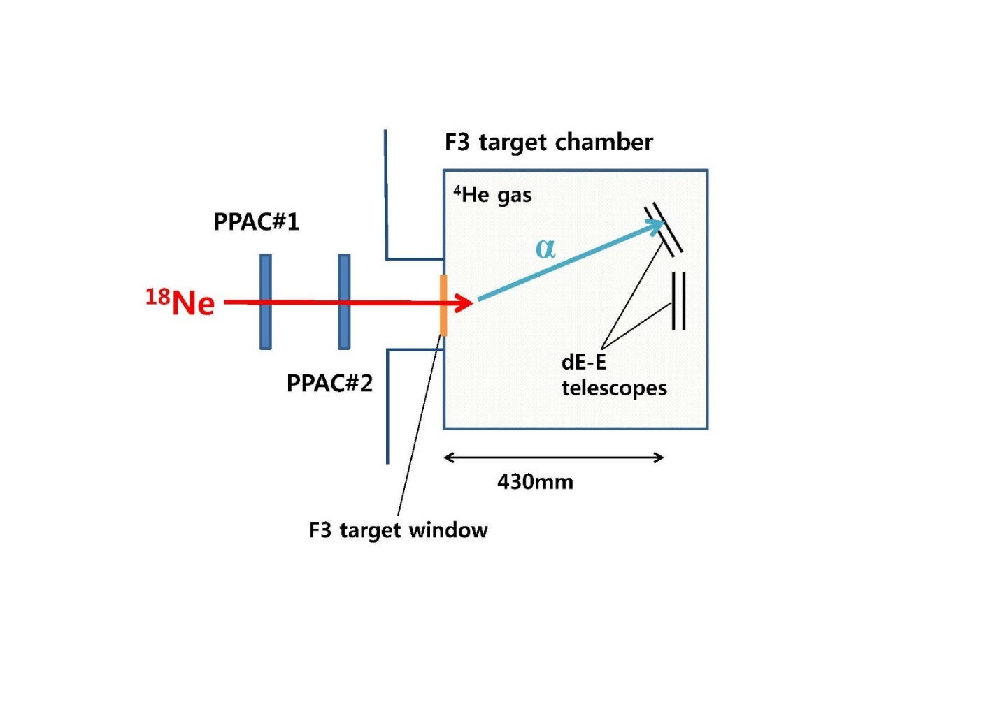 F3 target chamber
⁴He gas
PPAC#1
α
¹⁸Ne
dE-E
telescopes
PPAC#2
430mm
F3 target window